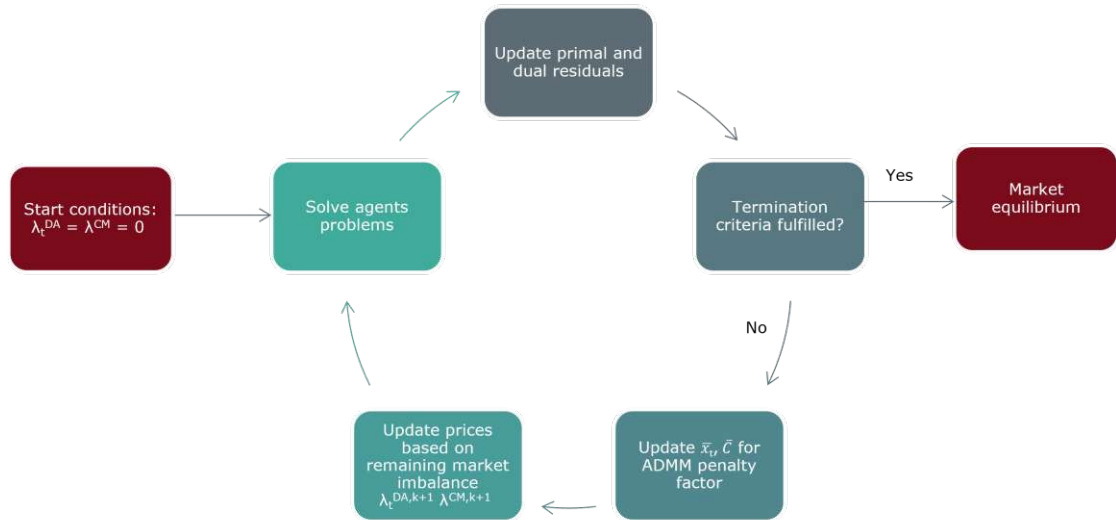 Update primal and
dual residuals
Start conditions:
λₜᴰᴬ = λᶜᴹ = 0
Solve agents
problems
Termination
criteria fulfilled?
Yes
Market
equilibrium
No
Update prices
based on
remaining market
imbalance
λₜᴰᴬ,ᵏ⁺¹ λᶜᴹ,ᵏ⁺¹
Update x̄ₜ, C̄ for
ADMM penalty
factor